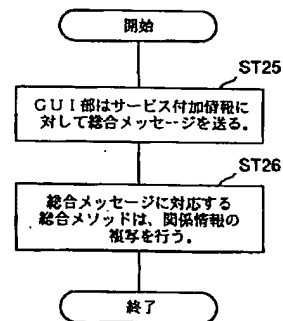 開始
ST25
GUI部はサービス付加情報に
対して総合メッセージを送る。
ST26
総合メッセージに対応する
総合メソッドは、関係情報の
複写を行う。
終了